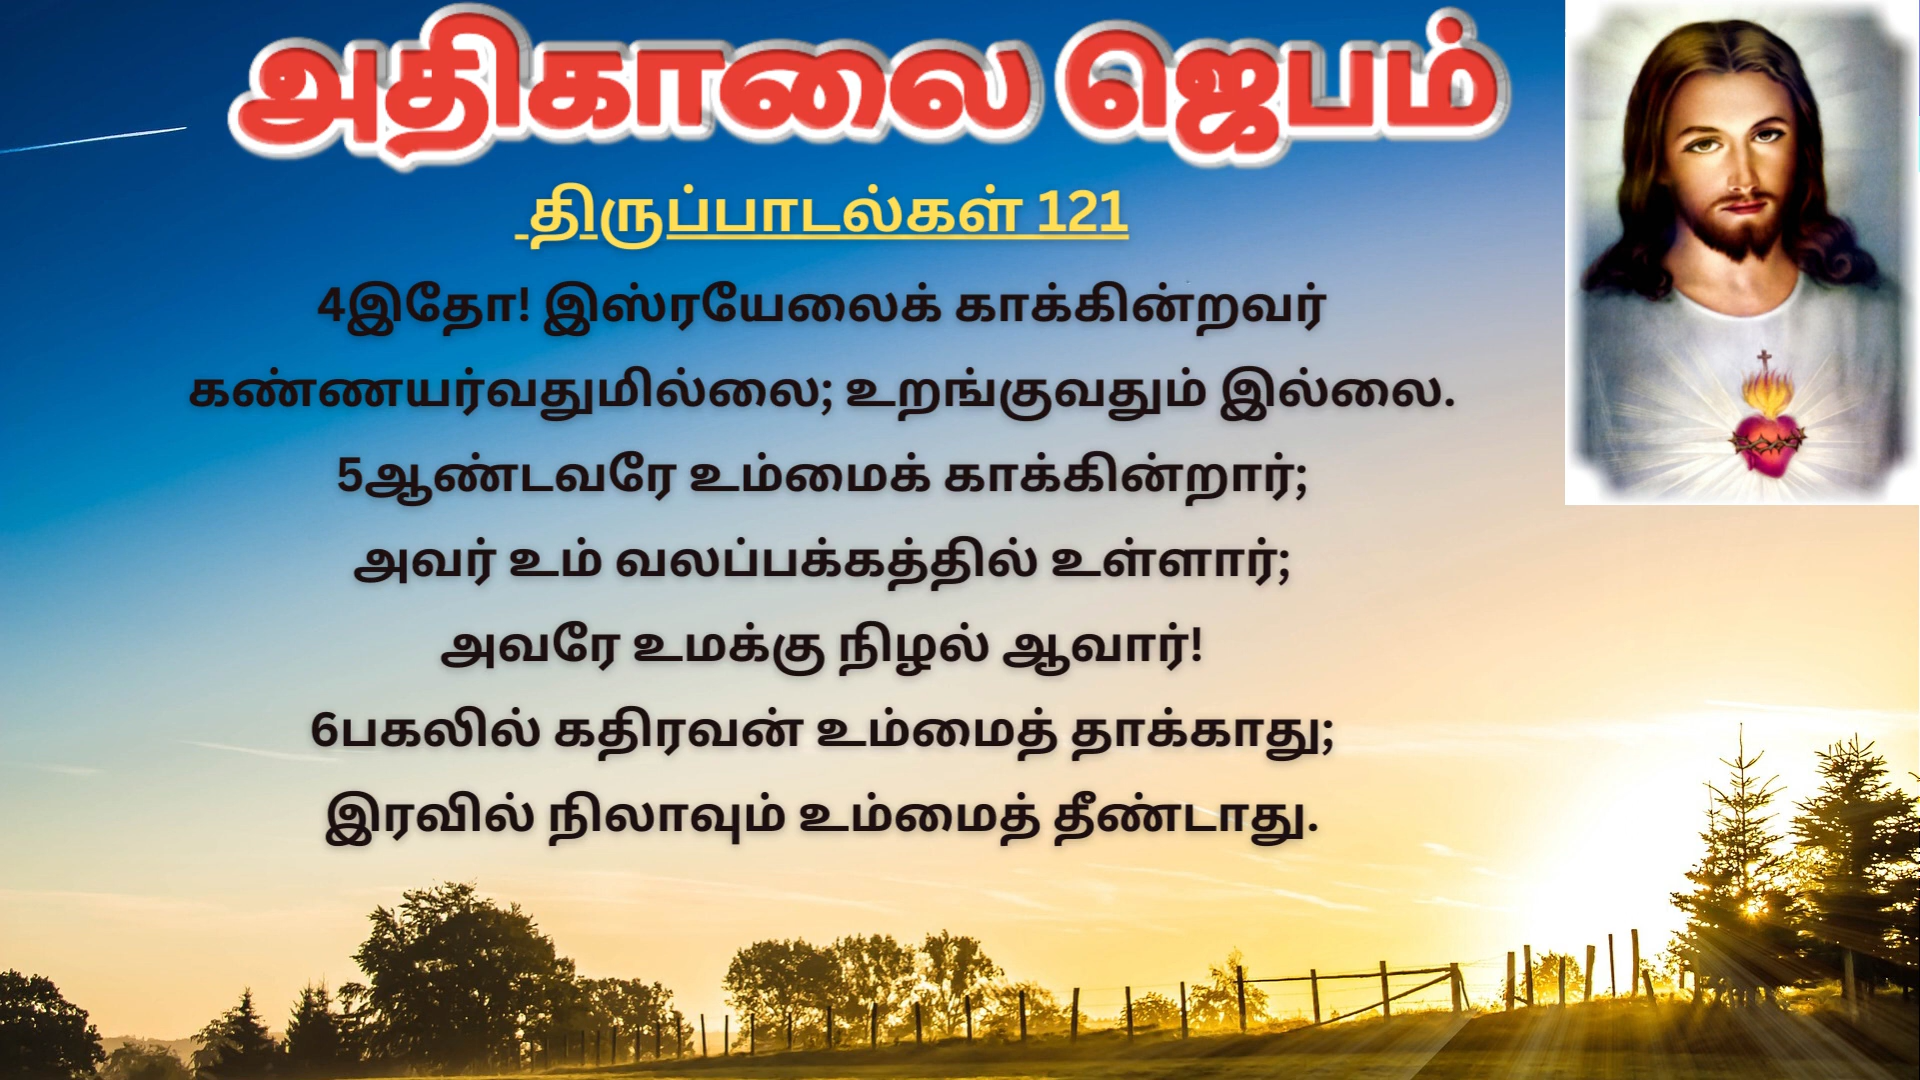 அதிகாலை ஜெபம்
திருப்பாடல்கள் 121
4இதோ! இஸ்ரயேலைக் காக்கின்றவர்
கண்ணயர்வதுமில்லை; உறங்குவதும் இல்லை.
5ஆண்டவரே உம்மைக் காக்கின்றார்;
அவர் உம் வலப்பக்கத்தில் உள்ளார்;
அவரே உமக்கு நிழல் ஆவார்!
6பகலில் கதிரவன் உம்மைத் தாக்காது;
இரவில் நிலாவும் உம்மைத் தீண்டாது.